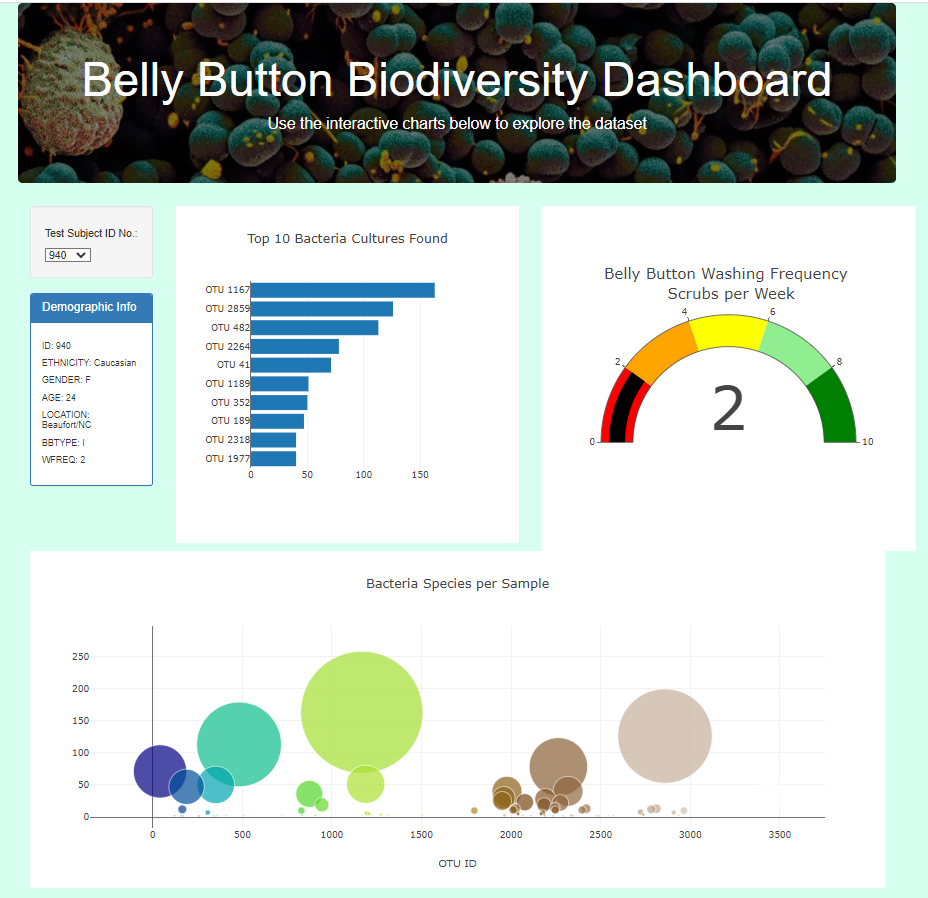 Belly Button Biodiversity Dashboard
Use the interactive charts below to explore the dataset
Test Subject ID No.:
940
Demographic Info
ID: 940
ETHNICITY: Caucasian
GENDER: F
AGE: 24
LOCATION:
Beaufort/NC
BBTYPE: I
WFREQ: 2
Top 10 Bacteria Cultures Found
OTU 1167
OTU 2859
OTU 482
OTU 2264
OTU 41
OTU 1189
OTU 352
OTU 189
OTU 2318
OTU 1977
0 50 100 150
Belly Button Washing Frequency
Scrubs per Week
0
2
4
6
8
10
2
Bacteria Species per Sample
250
200
150
100
50
0
0 500 1000 1500 2000 2500 3000 3500
OTU ID